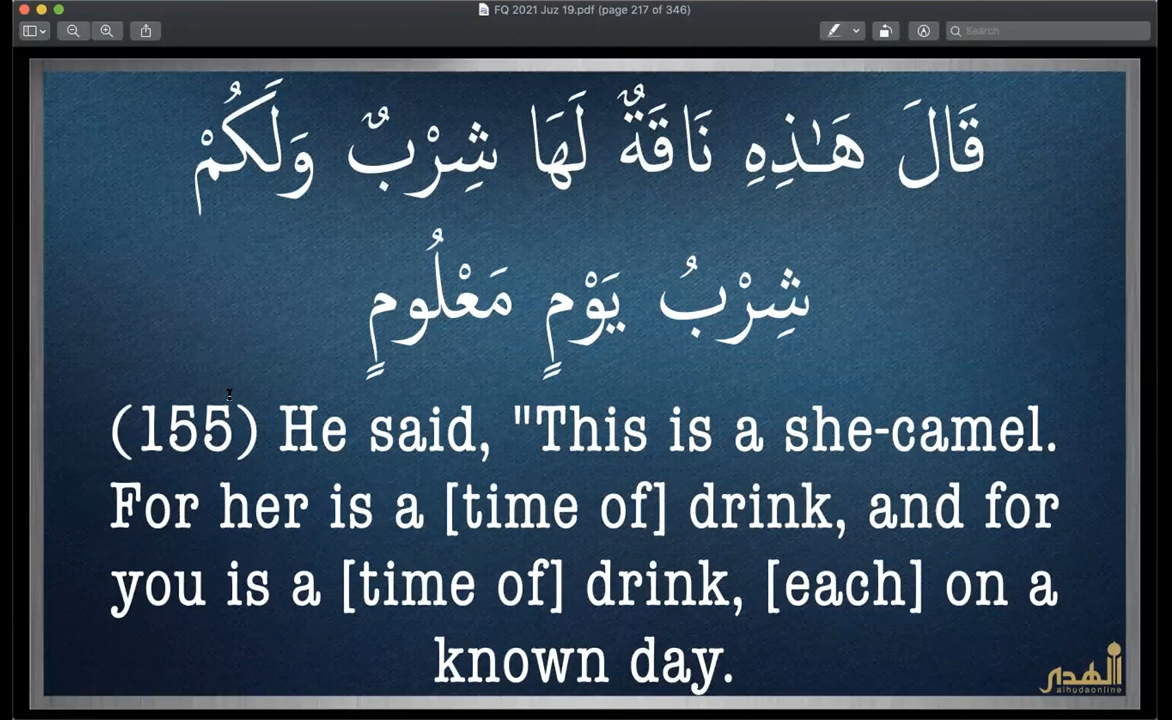 FQ 2021 Juz 19.pdf (page 217 of 346)
Search
قَالَ هَـٰذِهِ نَاقَةٌ لَهَا شِرْبٌ وَلَكُمْ
شِرْبُ يَوْمٍ مَعْلُومٍ
(155) He said, "This is a she-camel.
For her is a [time of] drink, and for
you is a [time of] drink, [each] on a
known day.
الهدى
alhudaonline